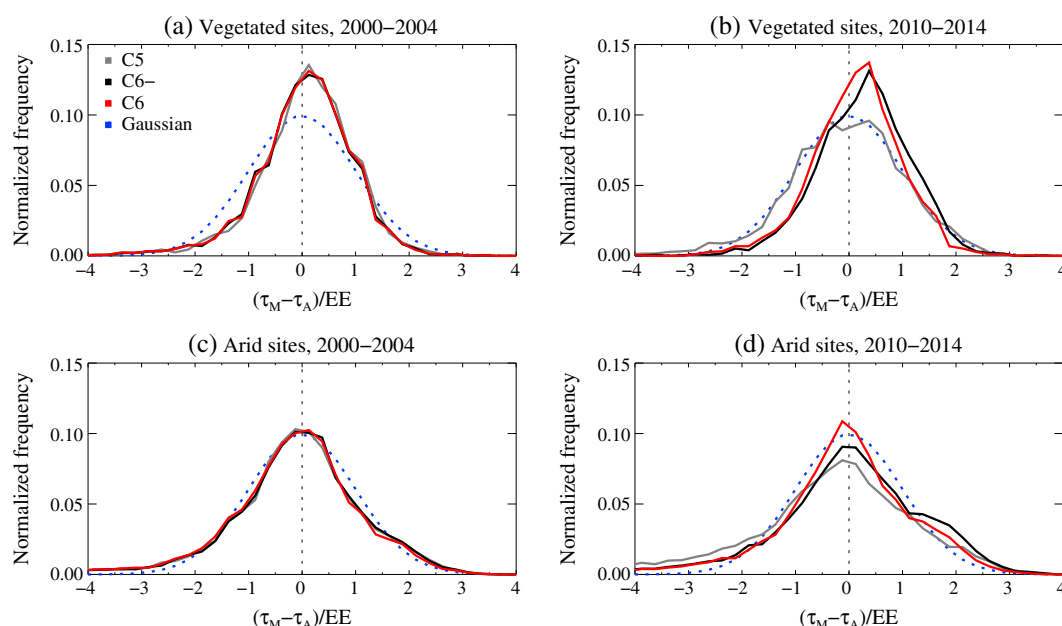 (a) Vegetated sites, 2000−2004
Normalized frequency
0.15
0.10
0.05
0.00
C5
C6−
C6
Gaussian
−4 −3 −2 −1 0 1 2 3 4
(τM−τA)/EE
(b) Vegetated sites, 2010−2014
Normalized frequency
0.15
0.10
0.05
0.00
−4 −3 −2 −1 0 1 2 3 4
(τM−τA)/EE
(c) Arid sites, 2000−2004
Normalized frequency
0.15
0.10
0.05
0.00
−4 −3 −2 −1 0 1 2 3 4
(τM−τA)/EE
(d) Arid sites, 2010−2014
Normalized frequency
0.15
0.10
0.05
0.00
−4 −3 −2 −1 0 1 2 3 4
(τM−τA)/EE